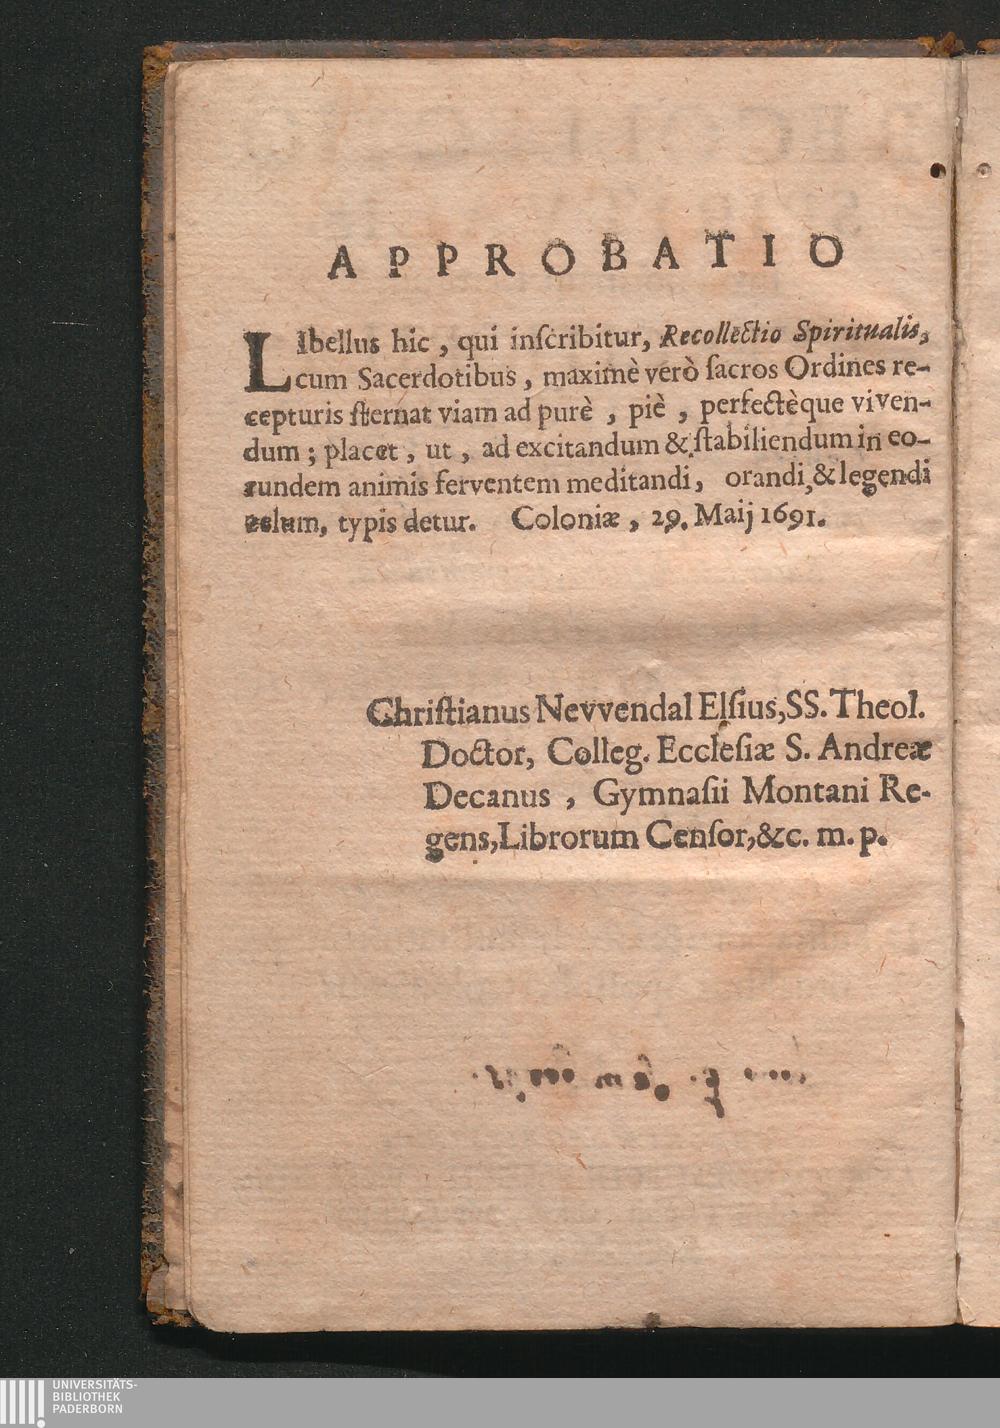 APPROBATIO
LIbellus hic, qui inſcribitur, Recollectio Spiritualis,
cum Sacerdotibus, maximè verò ſacros Ordines re-
cepturis ſternat viam ad purè, piè, perfectèque viven-
dum; placet, ut, ad excitandum & ſtabiliendum in eo-
rundem animis ferventem meditandi, orandi, & legendi
zelum, typis detur. Coloniæ, 29. Maij 1691.
Chriſtianus Nevvendal Elſius, SS. Theol.
Doctor, Colleg. Eccleſiæ S. Andreæ
Decanus, Gymnaſii Montani Re-
gens, Librorum Cenſor, &c. m. p.
UNIVERSITÄTS-
BIBLIOTHEK
PADERBORN